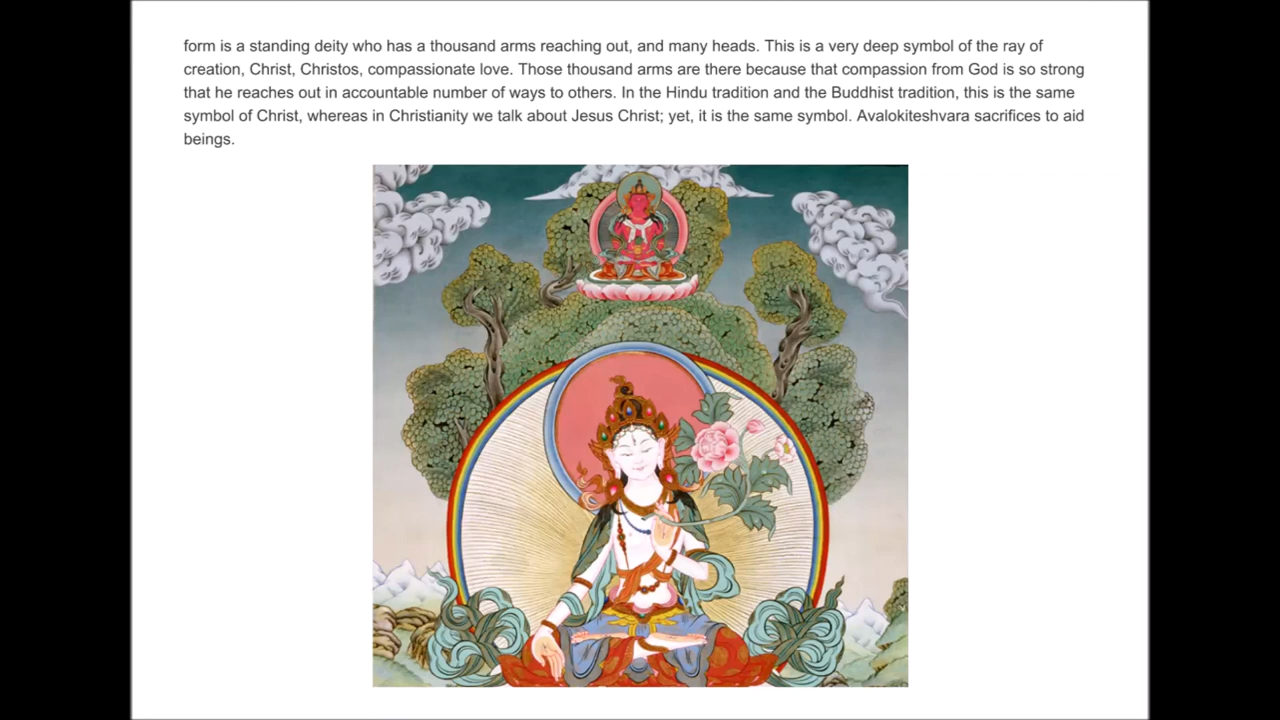 form is a standing deity who has a thousand arms reaching out, and many heads. This is a very deep symbol of the ray of
creation, Christ, Christos, compassionate love. Those thousand arms are there because that compassion from God is so strong
that he reaches out in accountable number of ways to others. In the Hindu tradition and the Buddhist tradition, this is the same
symbol of Christ, whereas in Christianity we talk about Jesus Christ; yet, it is the same symbol. Avalokiteshvara sacrifices to aid
beings.